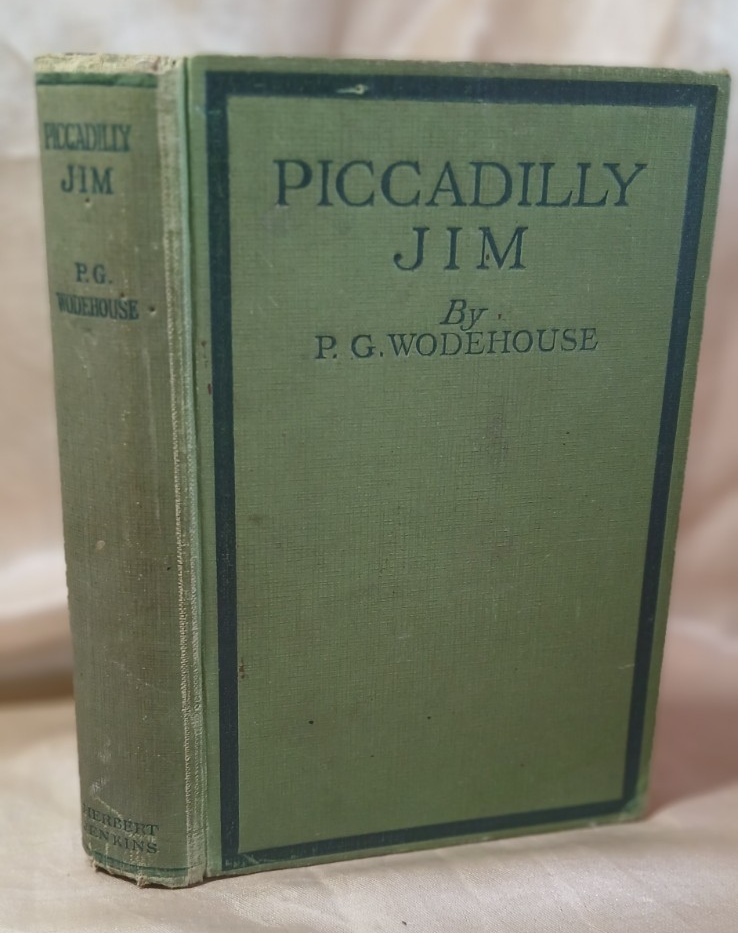 PICCADILLY
JIM
P. G.
WODEHOUSE
HERBERT
JENKINS
PICCADILLY
JIM
By
P. G. WODEHOUSE